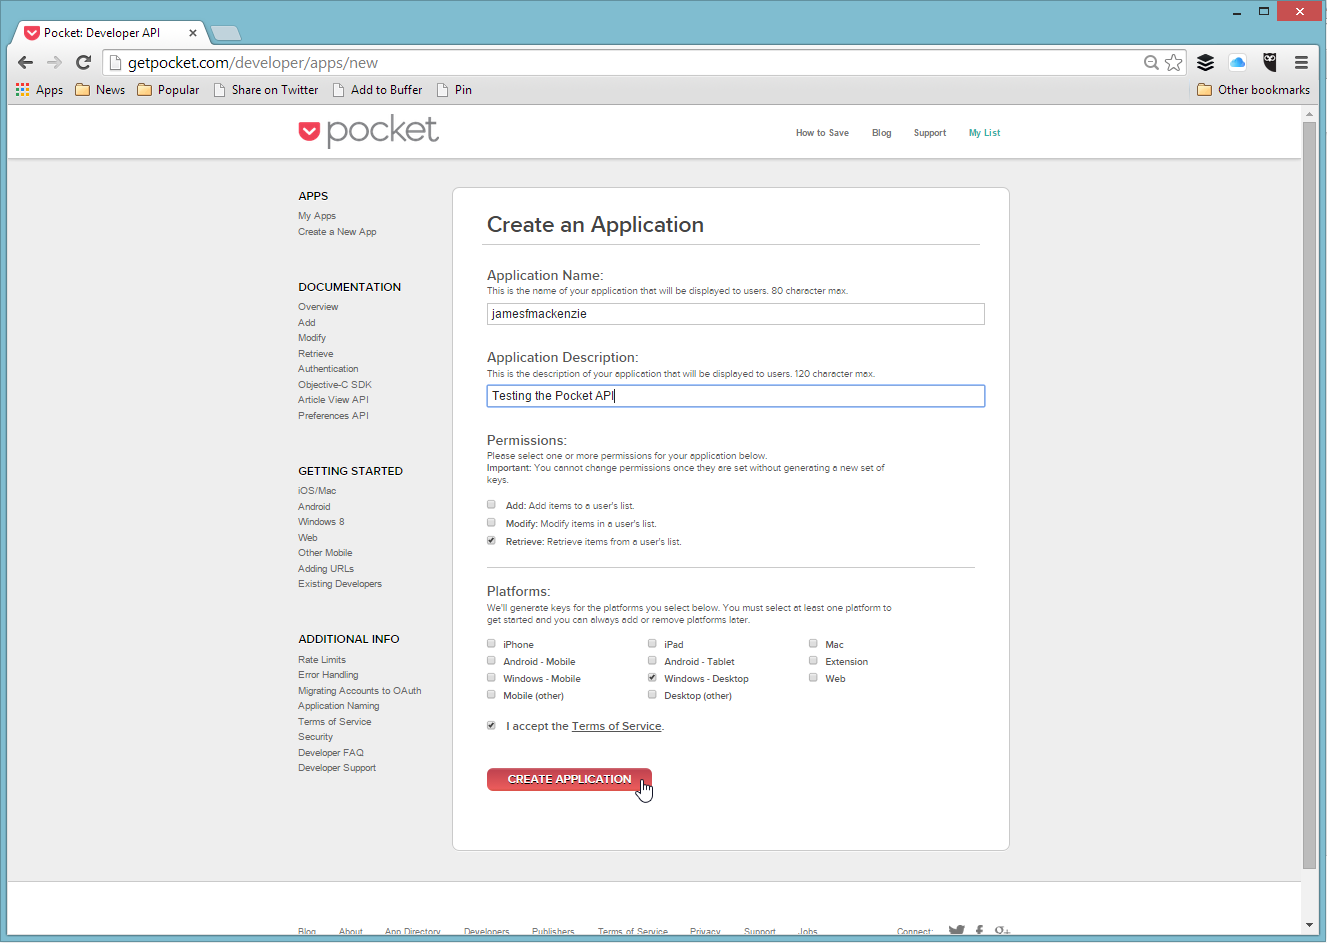 Pocket: Developer API
getpocket.com/developer/apps/new
Apps News Popular Share on Twitter Add to Buffer Pin Other bookmarks
pocket
How to Save Blog Support My List
APPS
My Apps
Create a New App
DOCUMENTATION
Overview
Add
Modify
Retrieve
Authentication
Objective-C SDK
Article View API
Preferences API
GETTING STARTED
iOS/Mac
Android
Windows 8
Web
Other Mobile
Adding URLs
Existing Developers
ADDITIONAL INFO
Rate Limits
Error Handling
Migrating Accounts to OAuth
Application Naming
Terms of Service
Security
Developer FAQ
Developer Support
Create an Application
Application Name:
This is the name of your application that will be displayed to users. 80 character max.
jamesfmackenzie
Application Description:
This is the description of your application that will be displayed to users. 120 character max.
Testing the Pocket API
Permissions:
Please select one or more permissions for your application below.
Important: You cannot change permissions once they are set without generating a new set of
keys.
Add: Add items to a user's list.
Modify: Modify items in a user's list.
Retrieve: Retrieve items from a user's list.
Platforms:
We'll generate keys for the platforms you select below. You must select at least one platform to
get started and you can always add or remove platforms later.
iPhone iPad Mac
Android - Mobile Android - Tablet Extension
Windows - Mobile Windows - Desktop Web
Mobile (other) Desktop (other)
I accept the Terms of Service.
CREATE APPLICATION
Blog About App Directory Developers Publishers Terms of Service Privacy Support Jobs Connect: